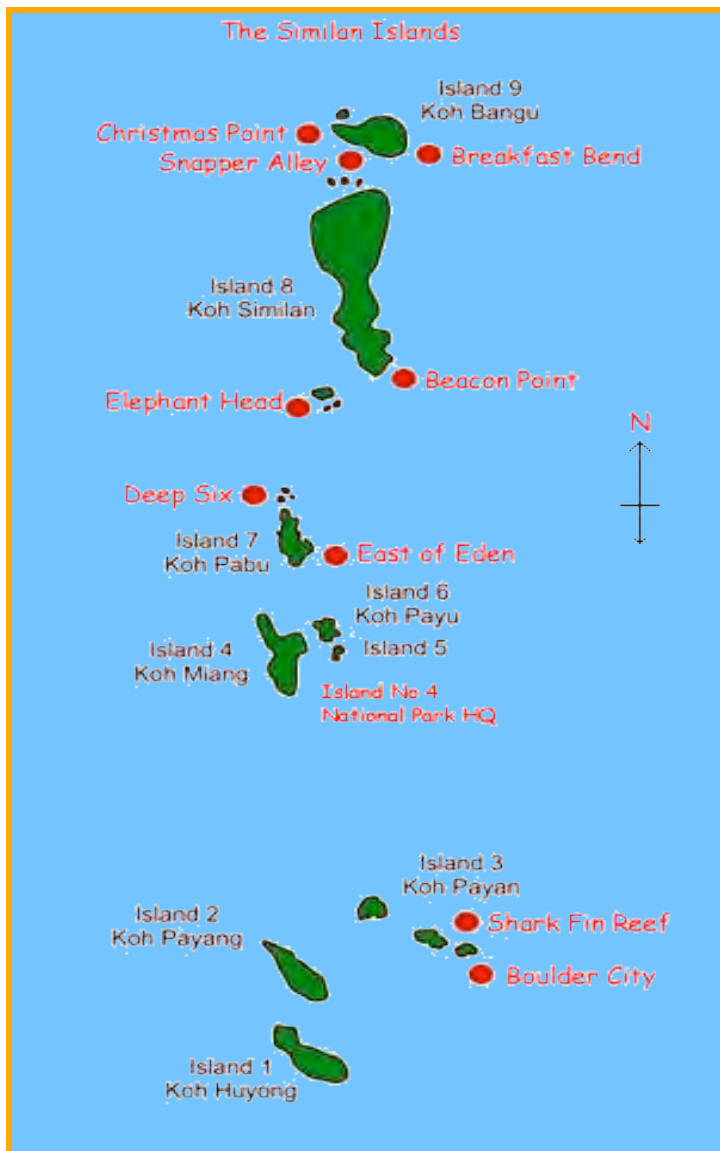 The Similan Islands
Island 9
Koh Bangu
Christmas Point
Snapper Alley
Breakfast Bend
Island 8
Koh Similan
Beacon Point
Elephant Head
N
Deep Six
Island 7
Koh Pabu
East of Eden
Island 6
Koh Payu
Island 4
Koh Miang
Island 5
Island No 4
National Park HQ
Island 3
Koh Payan
Island 2
Koh Payang
Shark Fin Reef
Boulder City
Island 1
Koh Huyong